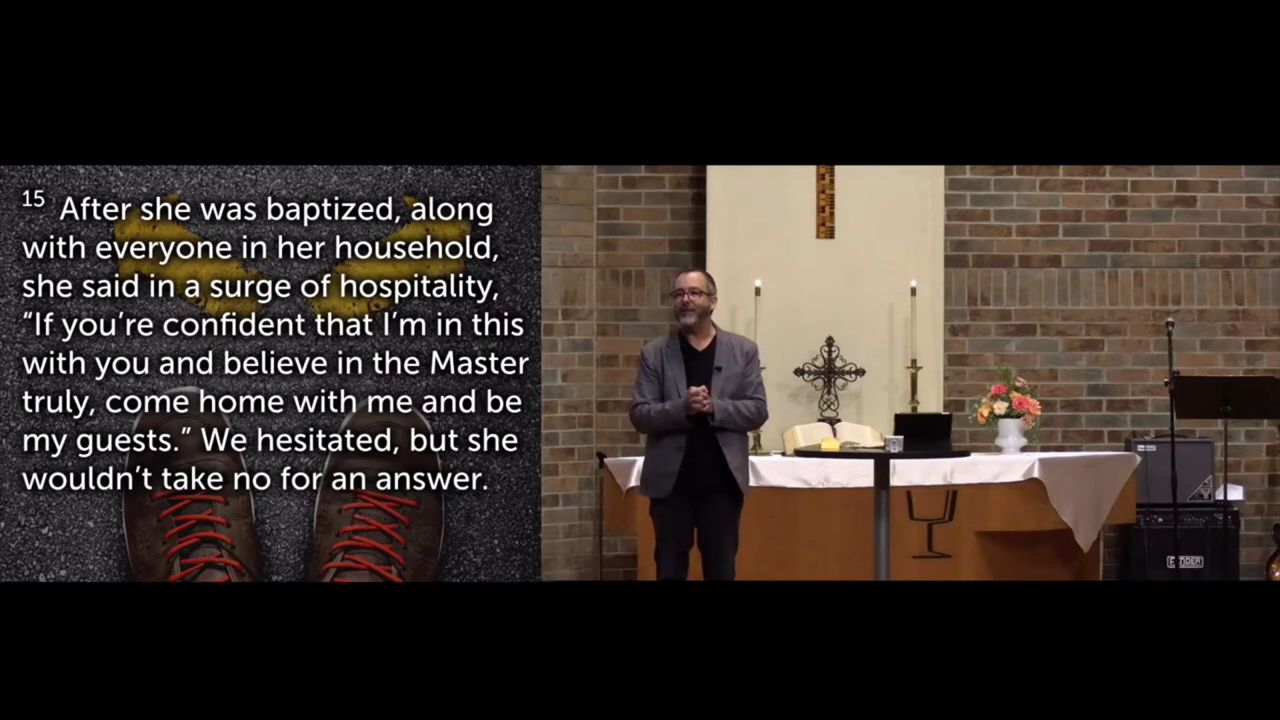 15 After she was baptized, along
with everyone in her household,
she said in a surge of hospitality,
“If you’re confident that I’m in this
with you and believe in the Master
truly, come home with me and be
my guests.” We hesitated, but she
wouldn’t take no for an answer.
FENDER